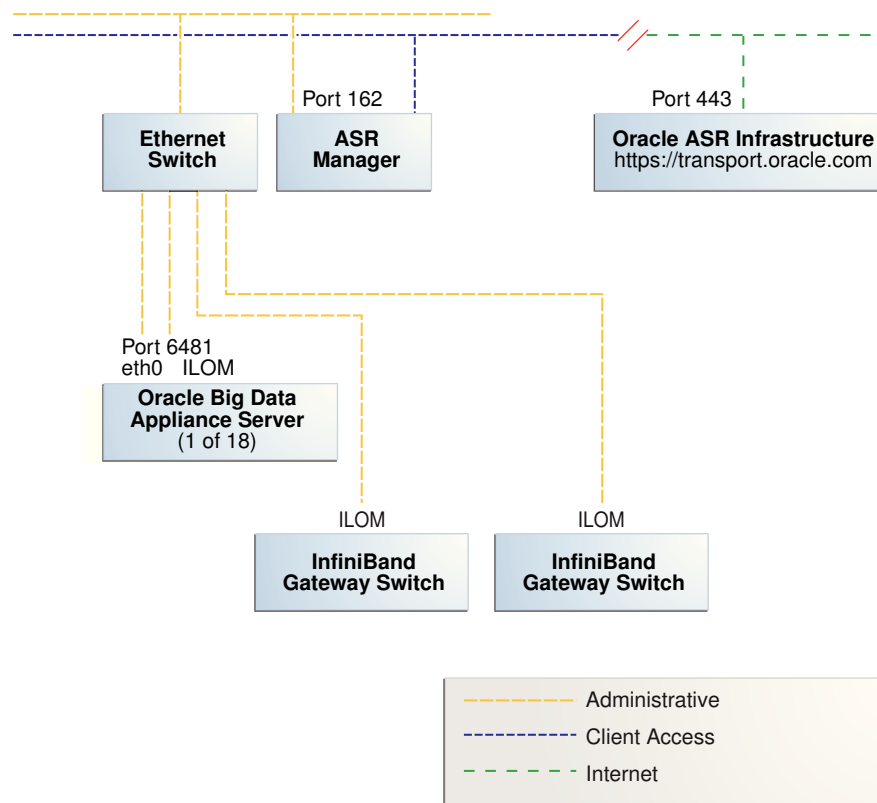 Port 162
Port 443
Ethernet
Switch
ASR
Manager
Oracle ASR Infrastructure
https://transport.oracle.com
Port 6481
eth0 ILOM
Oracle Big Data
Appliance Server
(1 of 18)
ILOM
ILOM
InfiniBand
Gateway Switch
InfiniBand
Gateway Switch
Administrative
Client Access
Internet